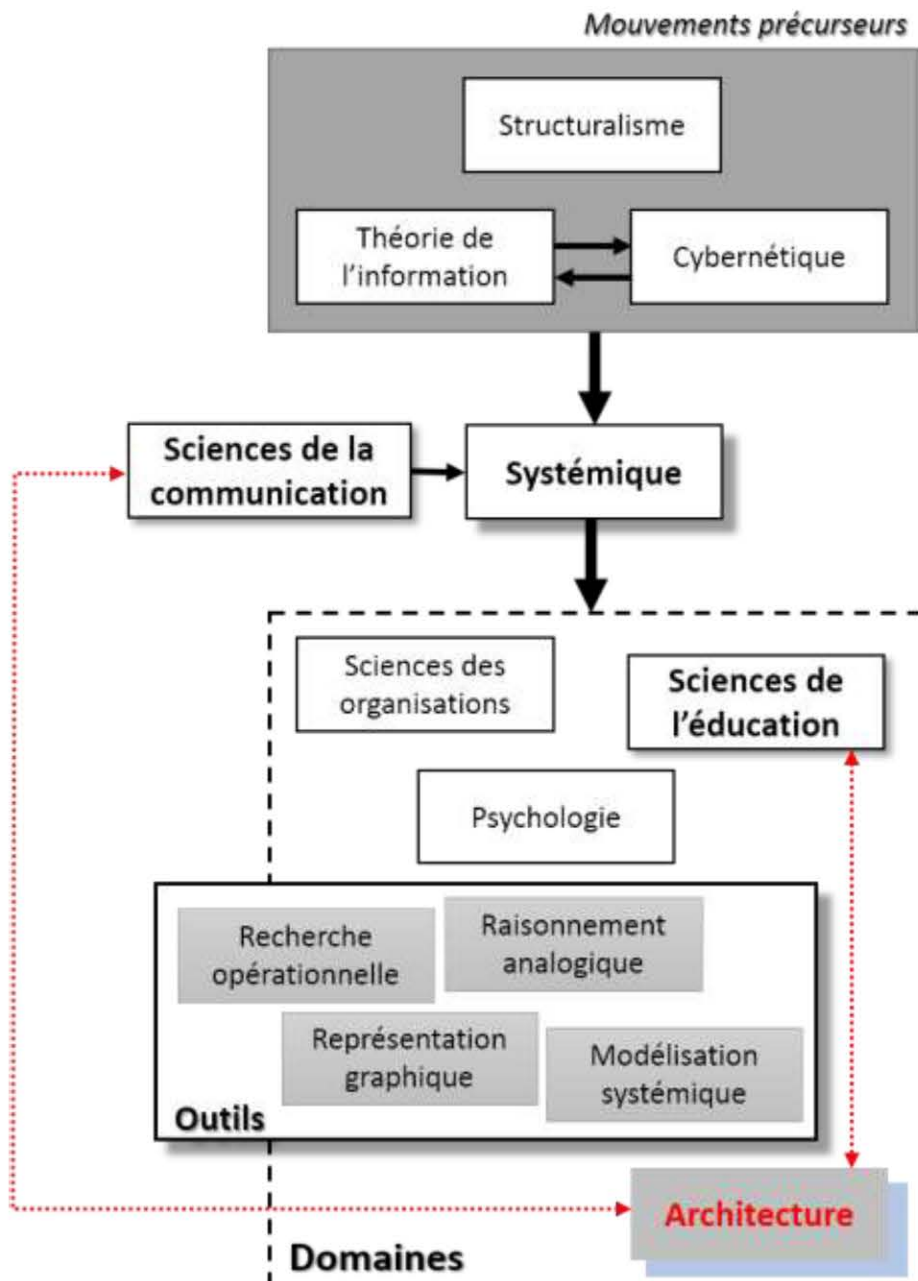 Mouvements précurseurs
Structuralisme
Théorie de
l'information
Cybernétique
Sciences de la
communication
Systémique
Sciences des
organisations
Sciences de
l'éducation
Psychologie
Recherche
opérationnelle
Raisonnement
analogique
Représentation
graphique
Modélisation
systémique
Outils
Architecture
Domaines